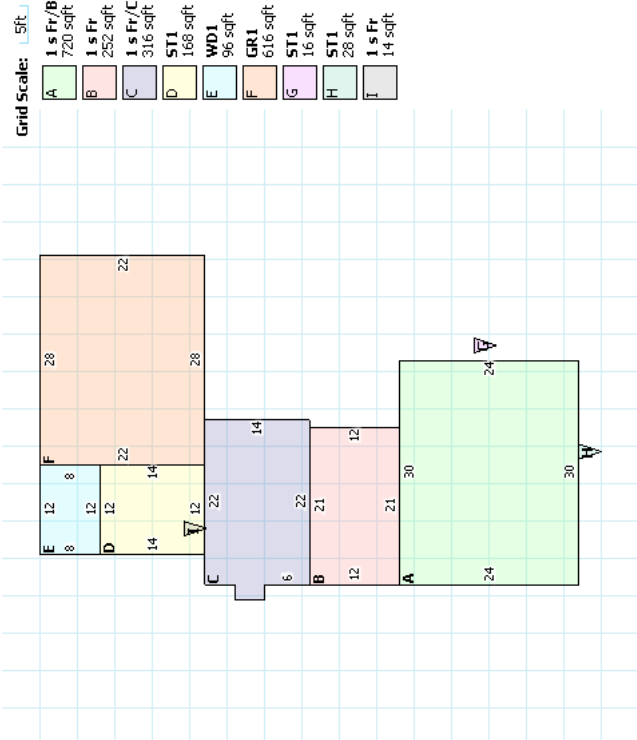 Grid Scale: 5ft
A 1 s Fr/B
720 sqft
B 1 s Fr
252 sqft
C 1 s Fr/C
316 sqft
D ST1
168 sqft
E WD1
96 sqft
F GR1
616 sqft
G ST1
16 sqft
H ST1
28 sqft
I 1 s Fr
14 sqft
F
28
22
28
22
E
12
8
12
8
D
12
14
12
14
I
C
22
14
22
6
B
21
12
21
12
A
30
24
30
24
G
H